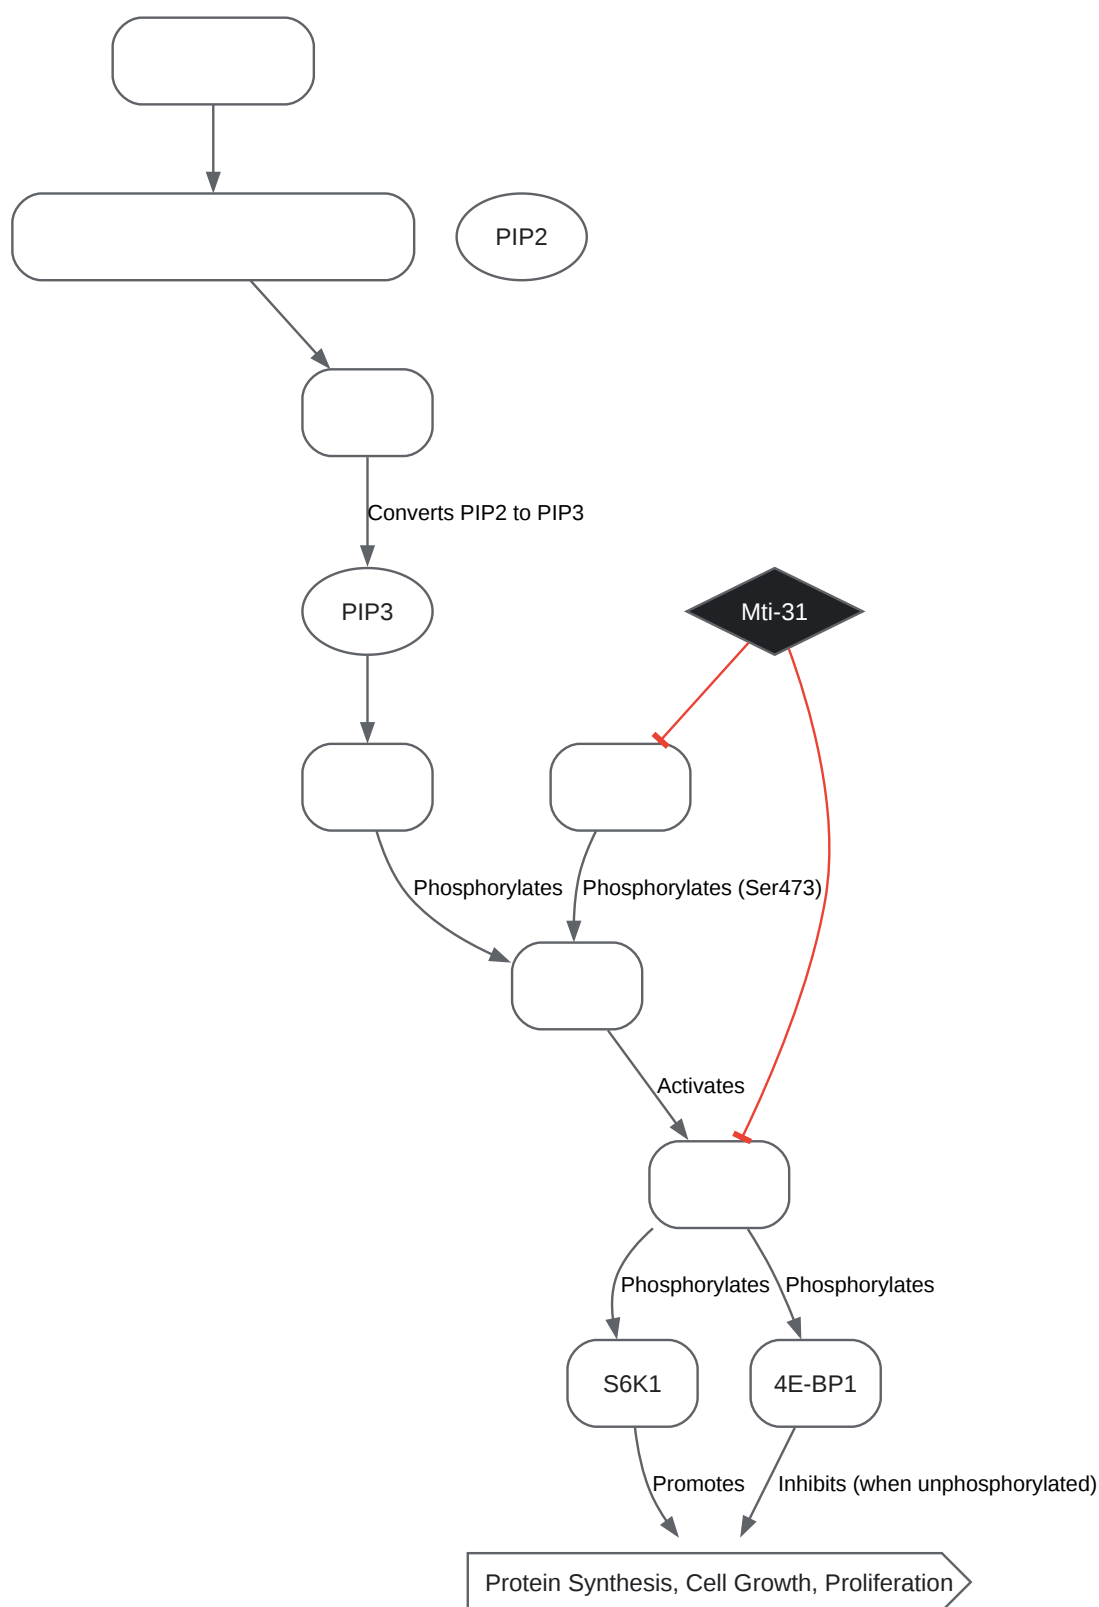 PIP2
Converts PIP2 to PIP3
PIP3
Mti-31
Phosphorylates
Phosphorylates (Ser473)
Activates
Phosphorylates
Phosphorylates
S6K1
4E-BP1
Promotes
Inhibits (when unphosphorylated)
Protein Synthesis, Cell Growth, Proliferation